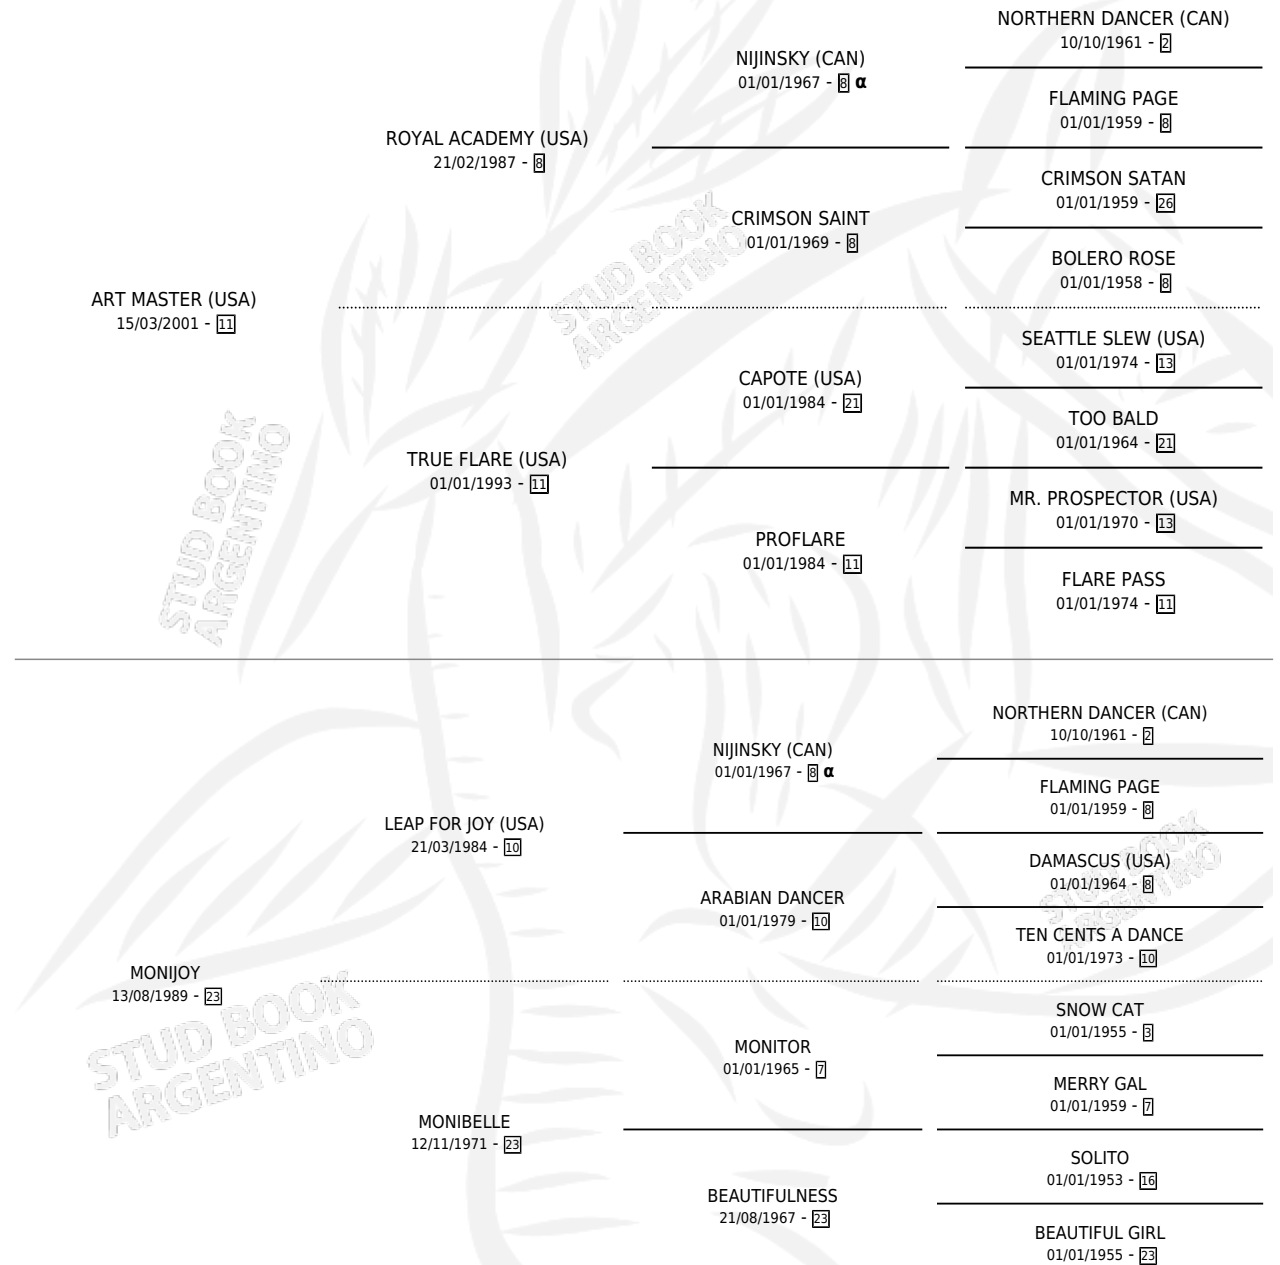 NORTHERN DANCER (CAN)
10/10/1961 - 2
NIJINSKY (CAN)
01/01/1967 - 8 α
FLAMING PAGE
01/01/1959 - 8
ROYAL ACADEMY (USA)
21/02/1987 - 8
CRIMSON SATAN
01/01/1959 - 26
CRIMSON SAINT
01/01/1969 - 8
BOLERO ROSE
01/01/1958 - 8
STUD BOOK
ARGENTINO
ART MASTER (USA)
15/03/2001 - 11
SEATTLE SLEW (USA)
01/01/1974 - 13
CAPOTE (USA)
01/01/1984 - 21
TOO BALD
01/01/1964 - 21
TRUE FLARE (USA)
01/01/1993 - 11
MR. PROSPECTOR (USA)
01/01/1970 - 13
PROFLARE
01/01/1984 - 11
FLARE PASS
01/01/1974 - 11
STUD BOOK
ARGENTINO
NORTHERN DANCER (CAN)
10/10/1961 - 2
NIJINSKY (CAN)
01/01/1967 - 8 α
FLAMING PAGE
01/01/1959 - 8
LEAP FOR JOY (USA)
21/03/1984 - 10
DAMASCUS (USA)
01/01/1964 - 8
ARABIAN DANCER
01/01/1979 - 10
TEN CENTS A DANCE
01/01/1973 - 10
STUD BOOK
ARGENTINO
MONIJOY
13/08/1989 - 23
SNOW CAT
01/01/1955 - 3
MONITOR
01/01/1965 - 7
MERRY GAL
01/01/1959 - 7
STUD BOOK
ARGENTINO
MONIBELLE
12/11/1971 - 23
SOLITO
01/01/1953 - 16
BEAUTIFULNESS
21/08/1967 - 23
BEAUTIFUL GIRL
01/01/1955 - 23